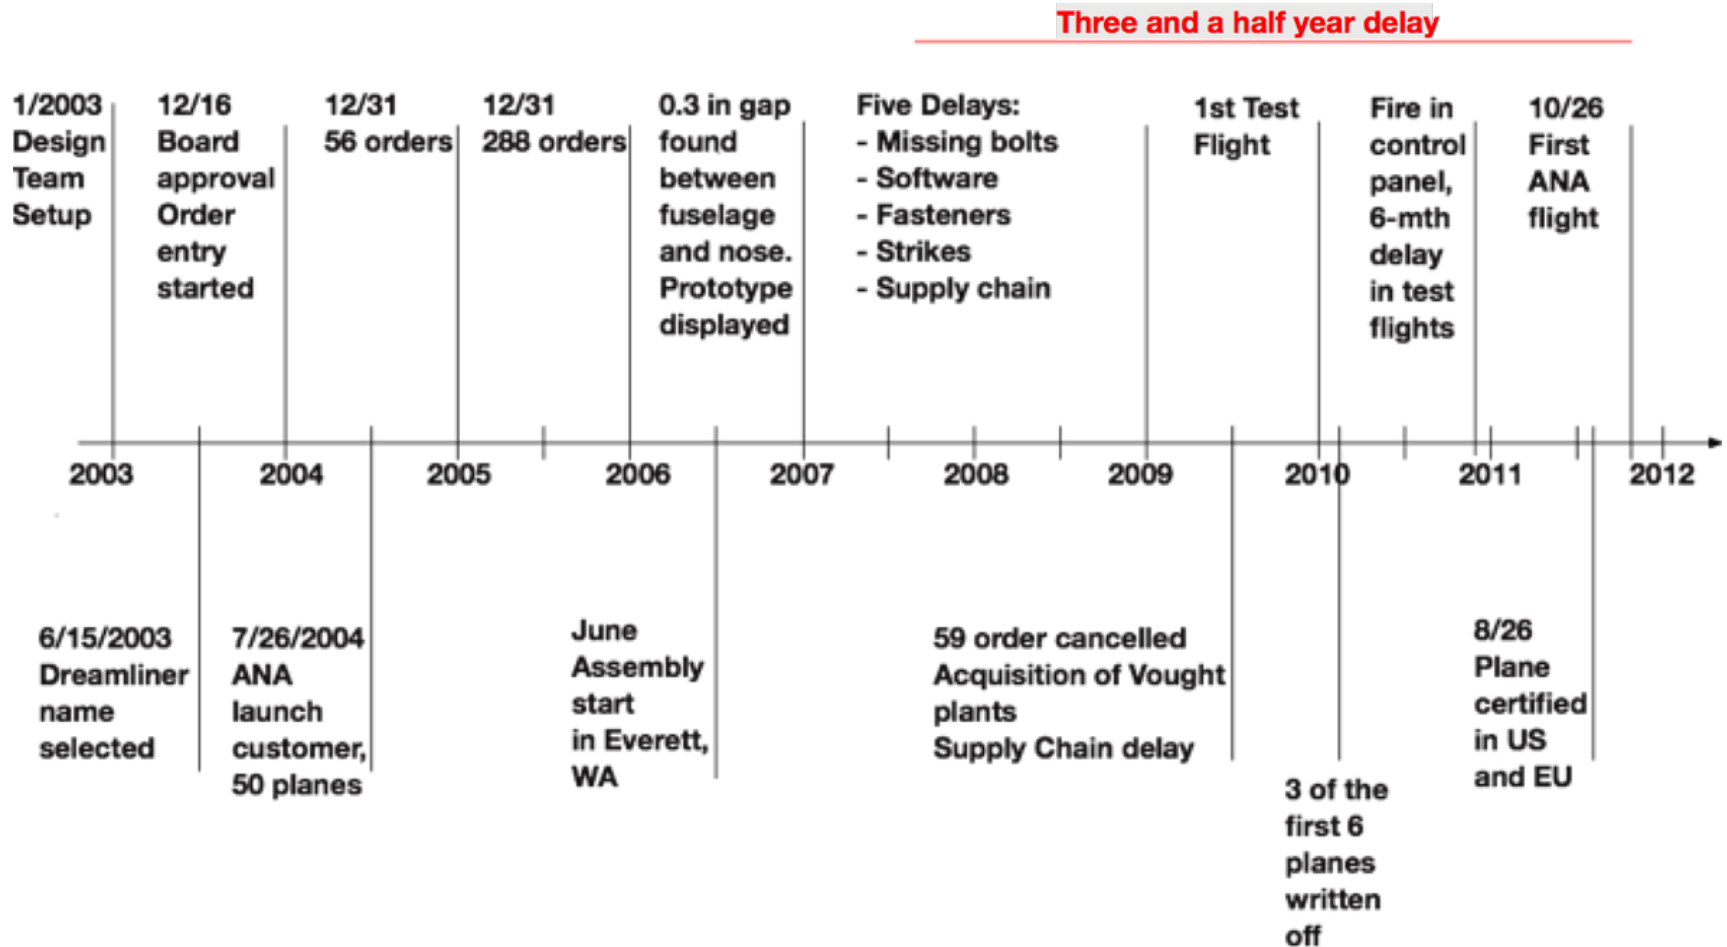 Three and a half year delay
1/2003
Design
Team
Setup
12/16
Board
approval
Order
entry
started
12/31
56 orders
12/31
288 orders
0.3 in gap
found
between
fuselage
and nose.
Prototype
displayed
Five Delays:
- Missing bolts
- Software
- Fasteners
- Strikes
- Supply chain
1st Test
Flight
Fire in
control
panel,
6-mth
delay
in test
flights
10/26
First
ANA
flight
2003
2004
2005
2006
2007
2008
2009
2010
2011
2012
6/15/2003
Dreamliner
name
selected
7/26/2004
ANA
launch
customer,
50 planes
June
Assembly
start
in Everett,
WA
59 order cancelled
Acquisition of Vought
plants
Supply Chain delay
3 of the
first 6
planes
written
off
8/26
Plane
certified
in US
and EU